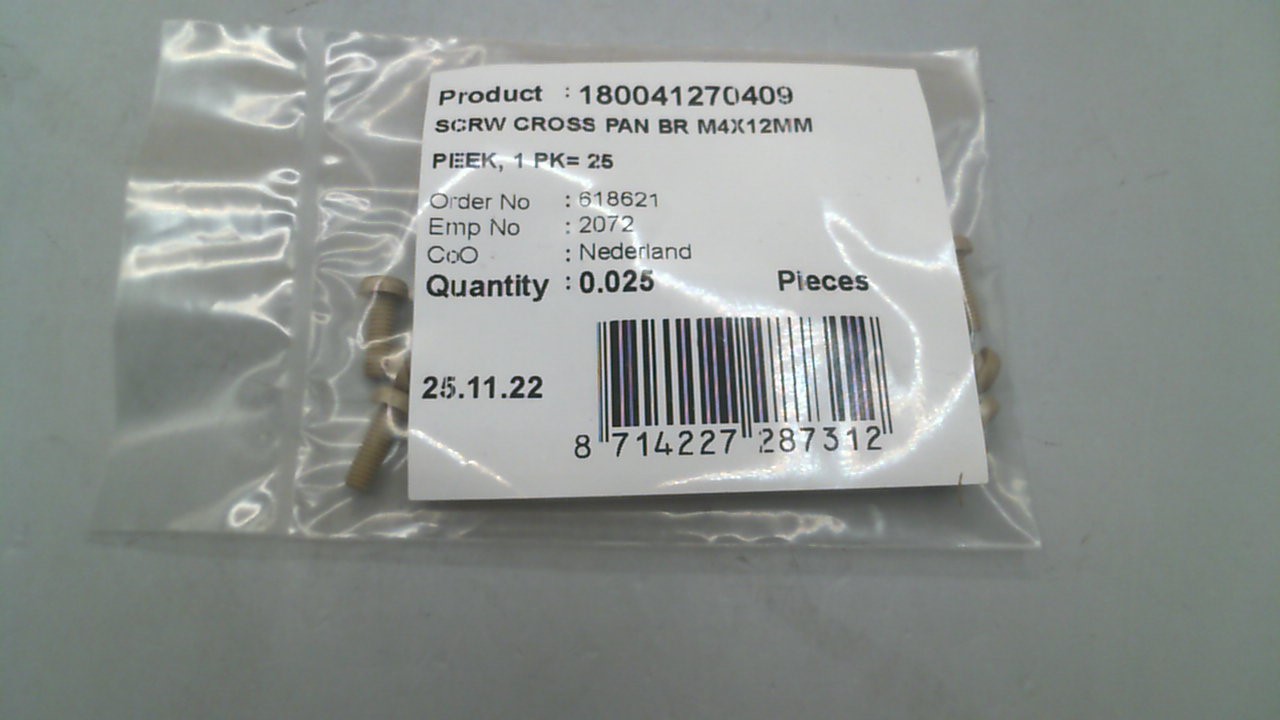 Product : 180041270409
SCRW CROSS PAN BR M4X12MM
PEEK, 1 PK= 25
Order No : 618621
Emp No : 2072
CoO : Nederland
Quantity : 0.025 Pieces
25.11.22
8 714227 287312